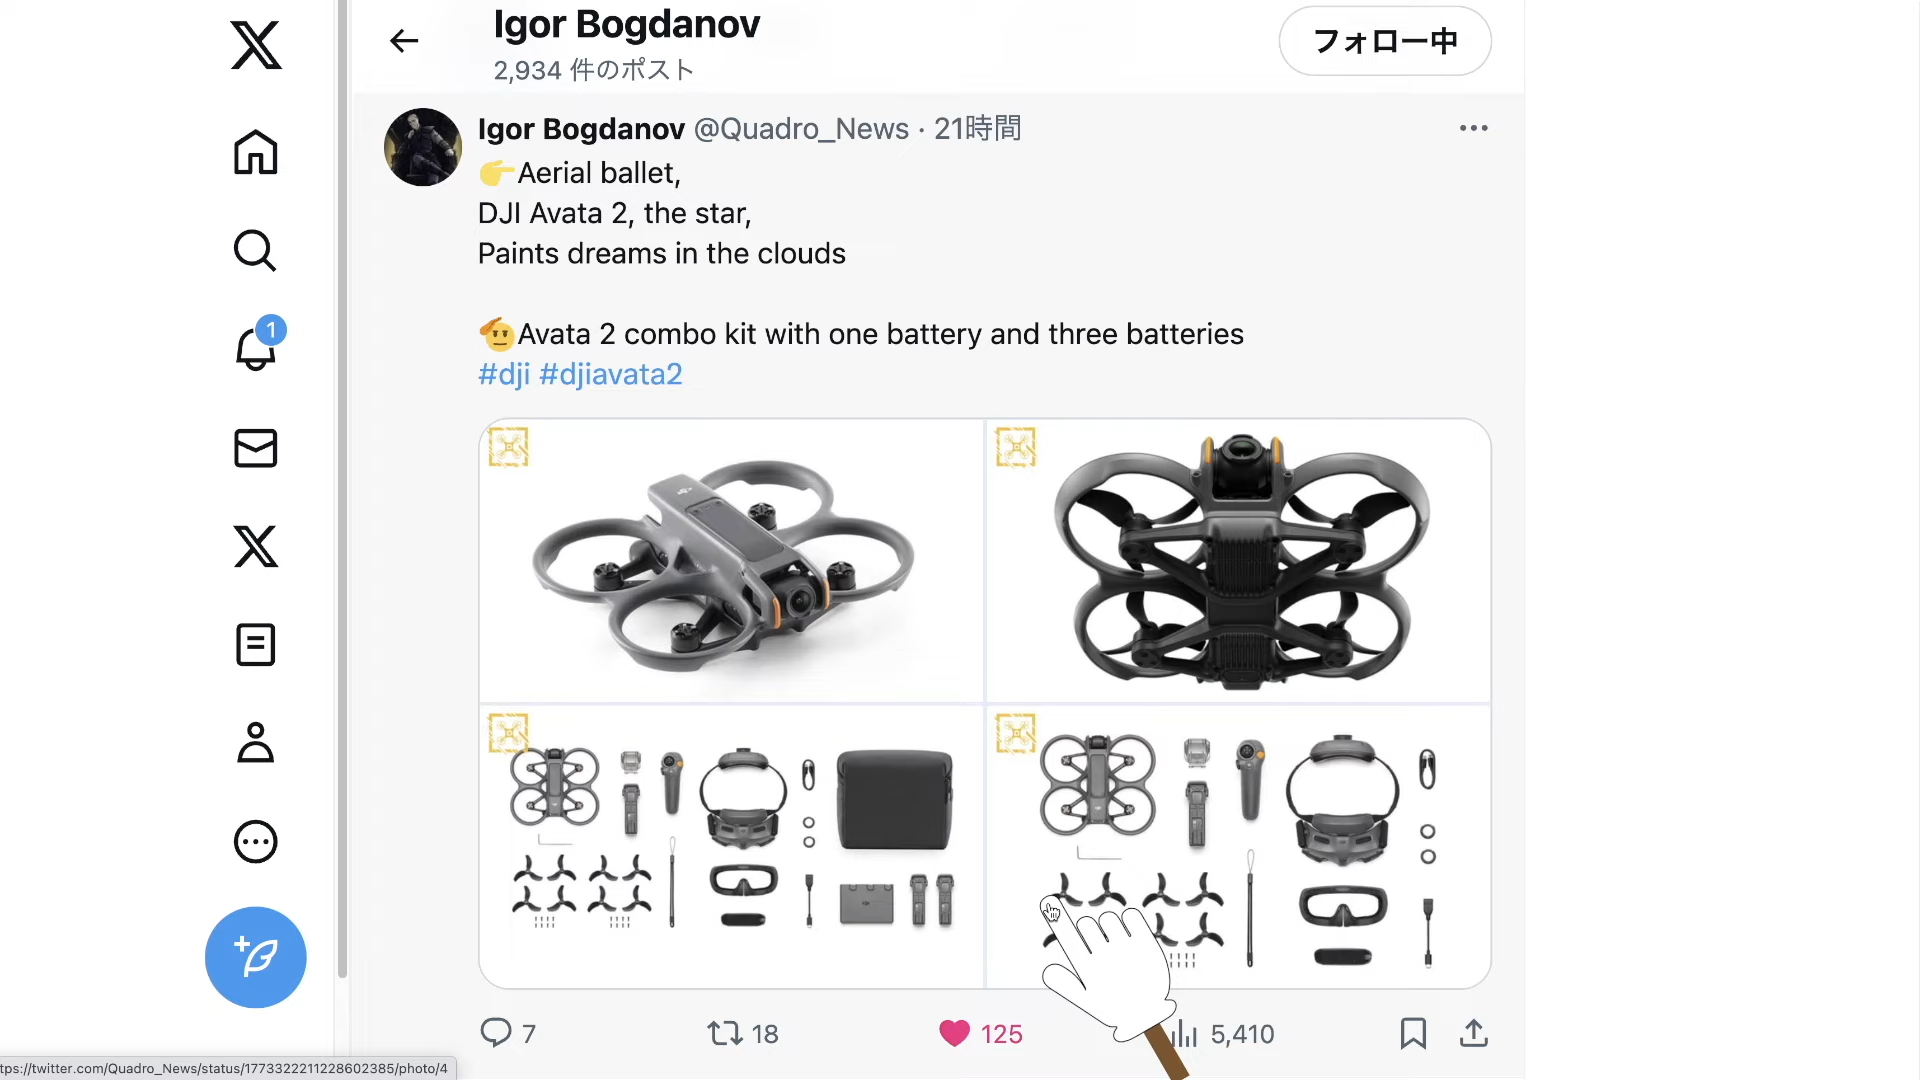 Igor Bogdanov
2,934 件のポスト
フォロー中
Igor Bogdanov @Quadro_News · 21時間
👉Aerial ballet,
DJI Avata 2, the star,
Paints dreams in the clouds
🫡Avata 2 combo kit with one battery and three batteries
#dji #djiavata2
1
7
18
125
5,410
tps://twitter.com/Quadro_News/status/1773322211228602385/photo/4